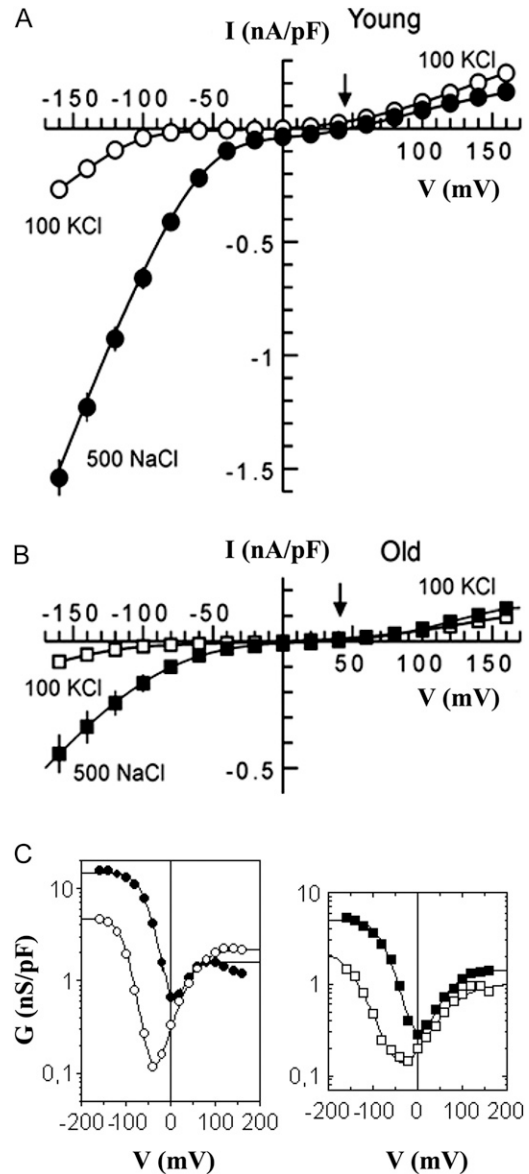 A
I (nA/pF) Young
100 KCl
-150 -100 -50
100 V (mV) 150
100 KCl
-0.5
-1
500 NaCl
-1.5
B
I (nA/pF) Old
100 KCl
-150 -100 -50
50 100 150
V (mV)
100 KCl
500 NaCl
-0.5
C
G (nS/pF)
10
1
0,1
-200 -100 0 100 200
V (mV)
10
1
0,1
-200 -100 0 100 200
V (mV)